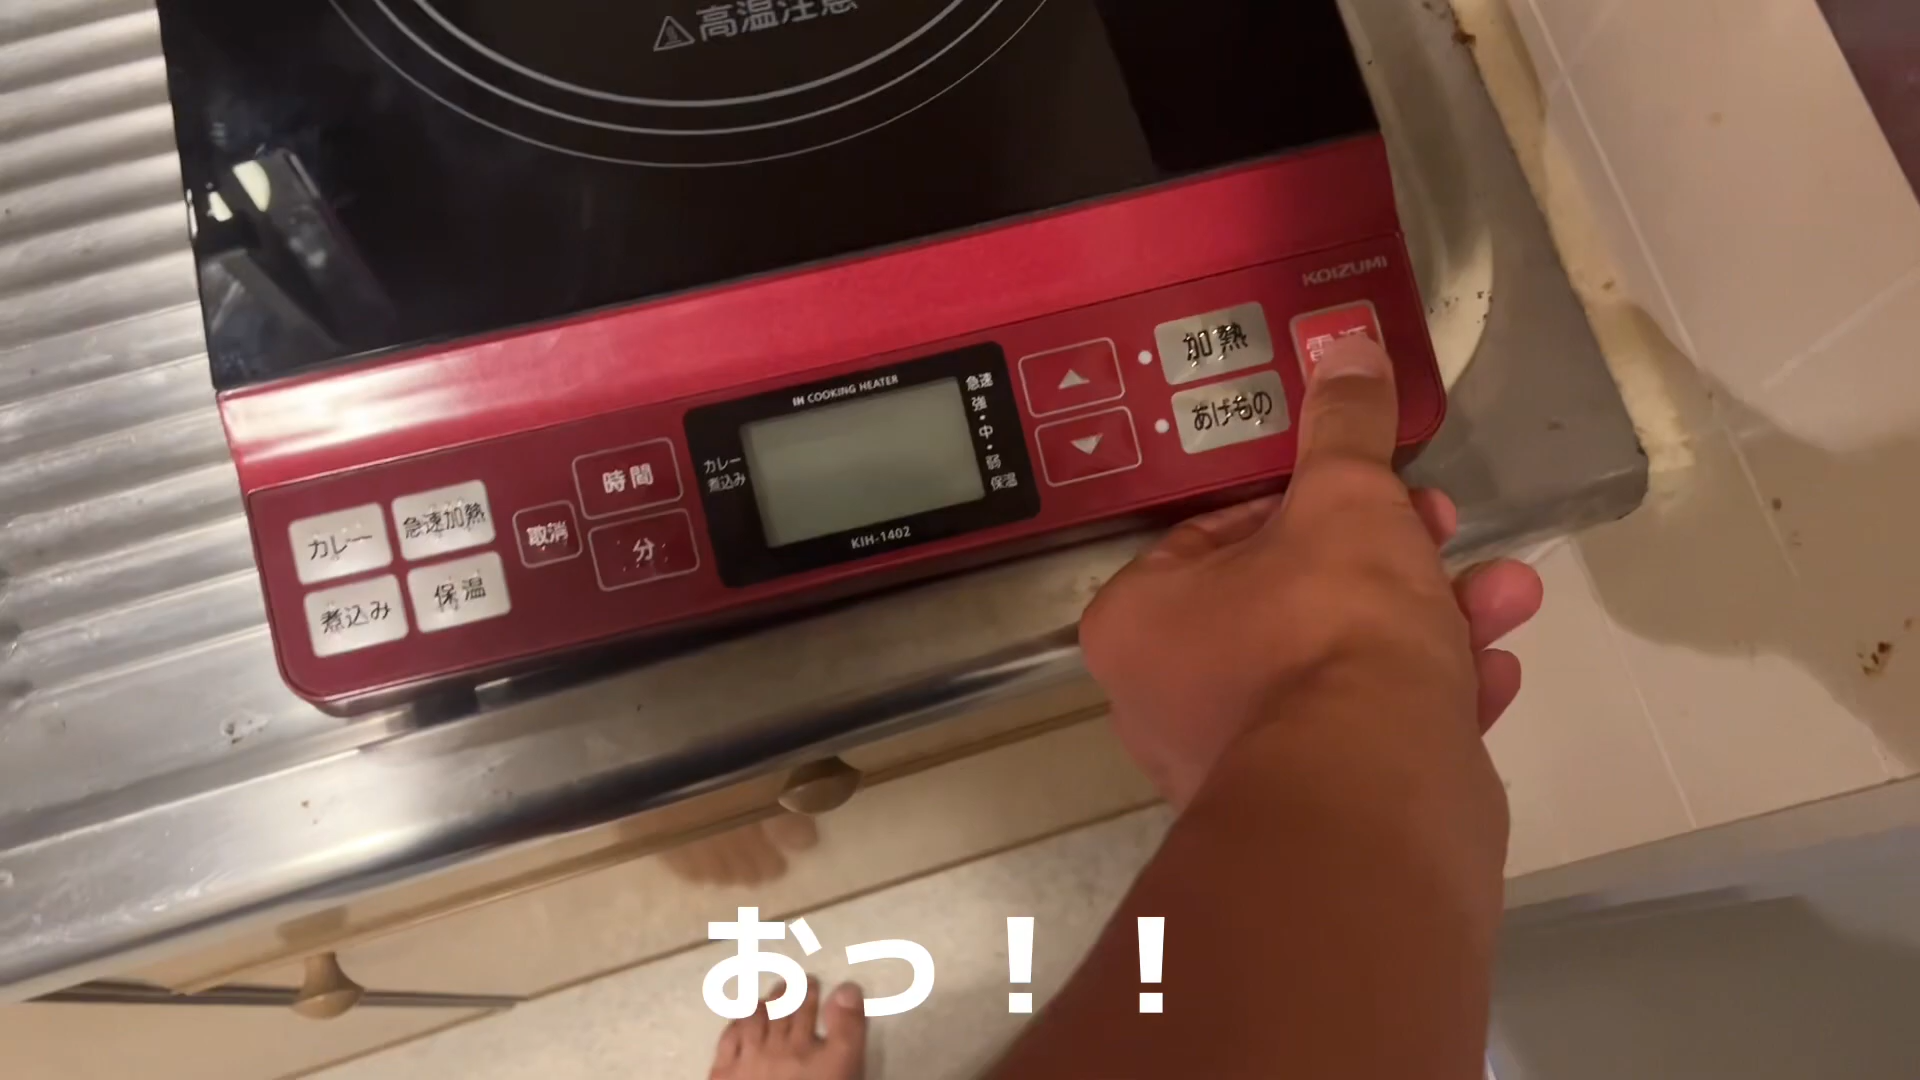 高温注意
KOIZUMI
加熱
電源
あげもの
IH COOKING HEATER
急速
強
・
中
・
弱
保温
カレー
煮込み
KIH-1402
時間
分
取消
カレー
急速加熱
煮込み
保温
おっ！！